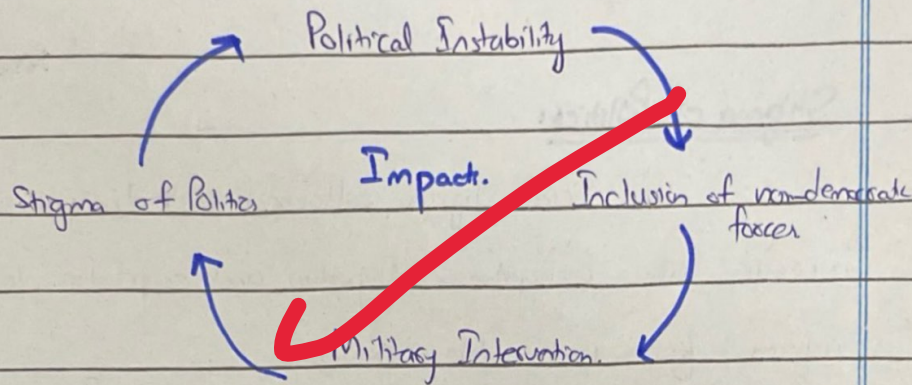 Political Instability
Impact.
Stigma of Politics
Inclusion of non-democratic
forces
Military Intervention.